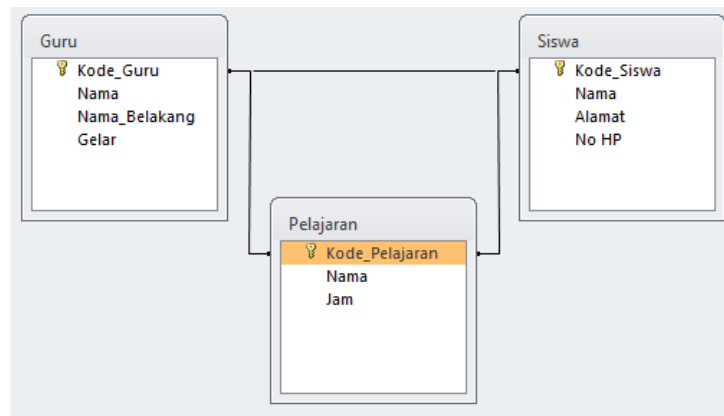 Guru
Kode_Guru
Nama
Nama_Belakang
Gelar
Siswa
Kode_Siswa
Nama
Alamat
No HP
Pelajaran
Kode_Pelajaran
Nama
Jam